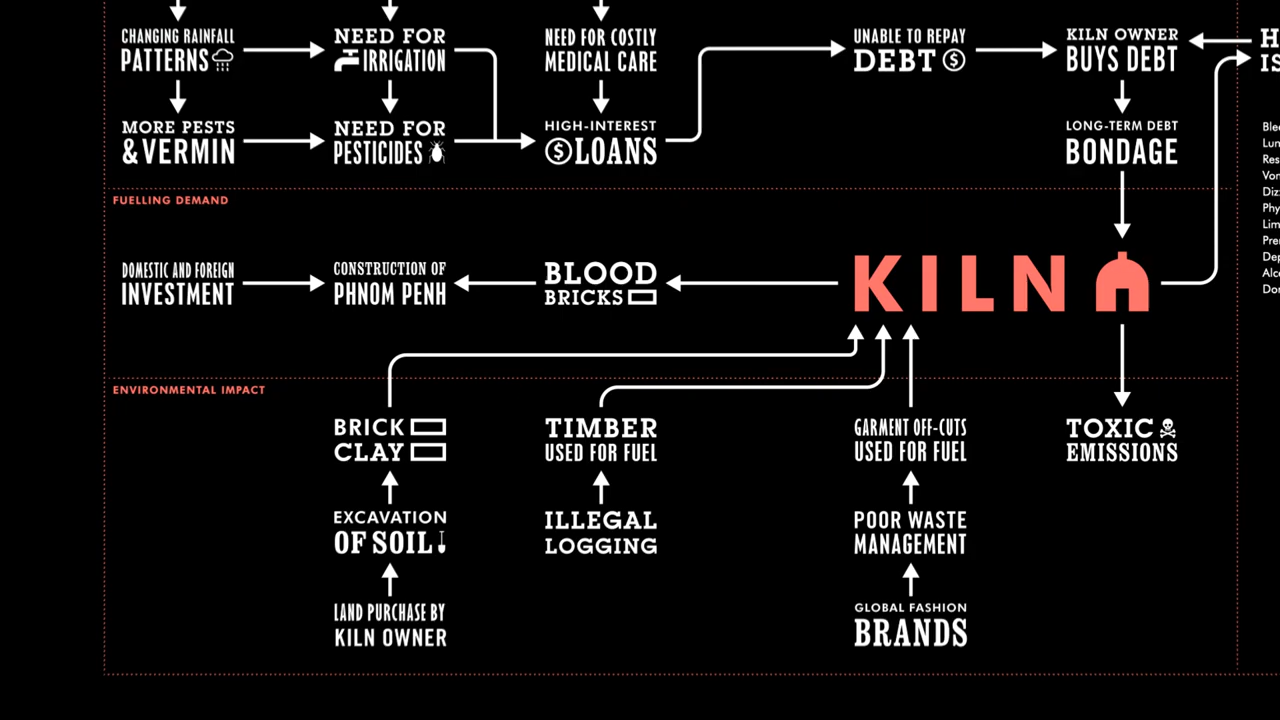 CHANGING RAINFALL
PATTERNS
NEED FOR
IRRIGATION
NEED FOR COSTLY
MEDICAL CARE
UNABLE TO REPAY
DEBT $
KILN OWNER
BUYS DEBT
MORE PESTS
& VERMIN
NEED FOR
PESTICIDES
HIGH-INTEREST
$ LOANS
LONG-TERM DEBT
BONDAGE
FUELLING DEMAND
DOMESTIC AND FOREIGN
INVESTMENT
CONSTRUCTION OF
PHNOM PENH
BLOOD
BRICKS
KILN
ENVIRONMENTAL IMPACT
BRICK
CLAY
TIMBER
USED FOR FUEL
GARMENT OFF-CUTS
USED FOR FUEL
TOXIC
EMISSIONS
EXCAVATION
OF SOIL
ILLEGAL
LOGGING
POOR WASTE
MANAGEMENT
LAND PURCHASE BY
KILN OWNER
GLOBAL FASHION
BRANDS